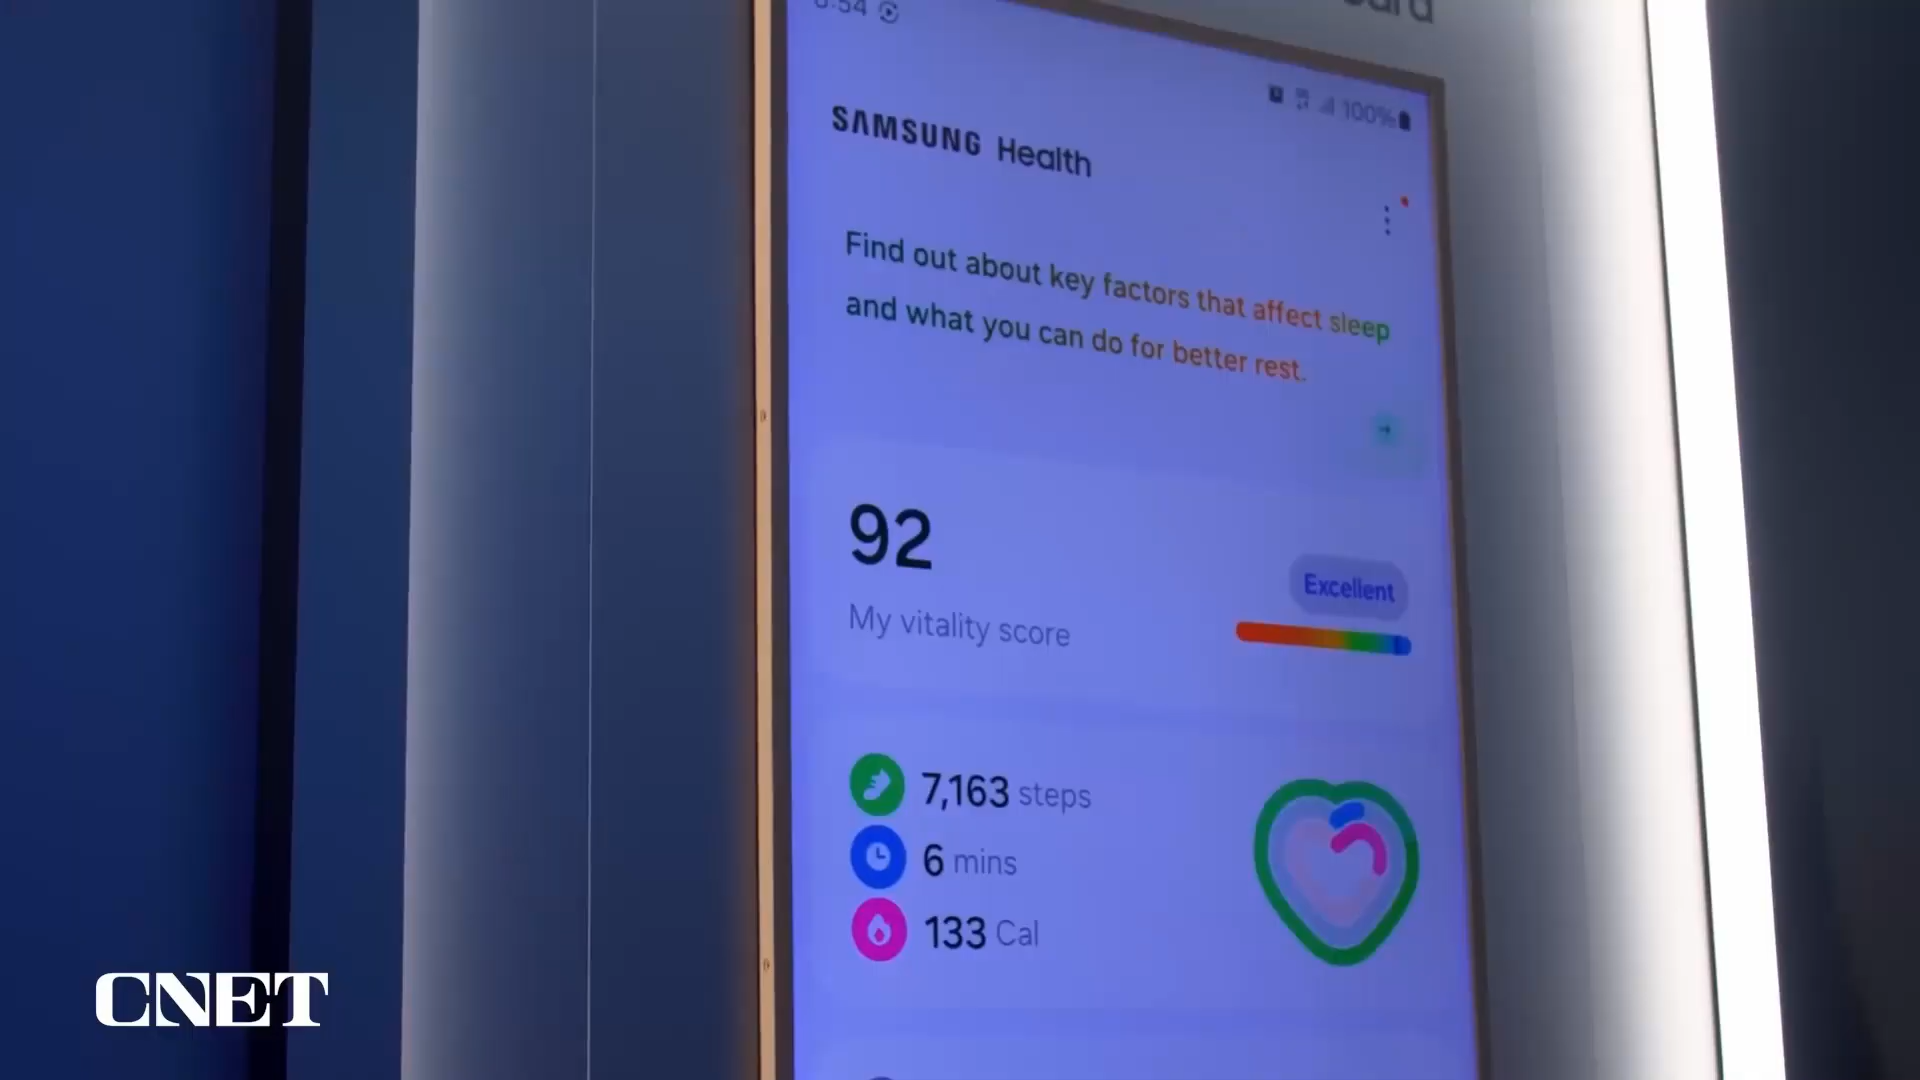 100%
SAMSUNG Health
Find out about key factors that affect sleep
and what you can do for better rest.
92
Excellent
My vitality score
7,163 steps
6 mins
133 Cal
CNET